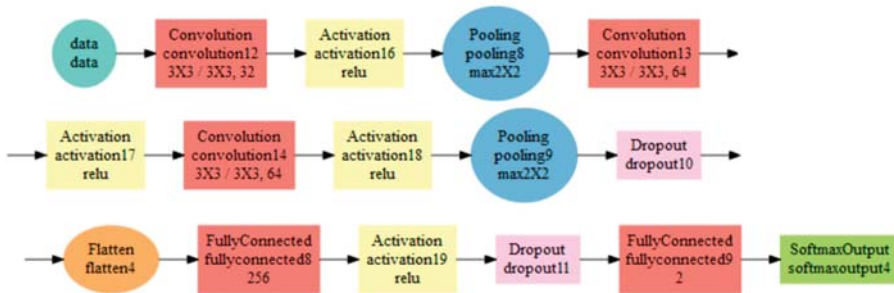 data
data
Convolution
convolution12
3X3 / 3X3, 32
Activation
activation16
relu
Pooling
pooling8
max2X2
Convolution
convolution13
3X3 / 3X3, 64
Activation
activation17
relu
Convolution
convolution14
3X3 / 3X3, 64
Activation
activation18
relu
Pooling
pooling9
max2X2
Dropout
dropout10
Flatten
flatten4
FullyConnected
fullyconnected8
256
Activation
activation19
relu
Dropout
dropout11
FullyConnected
fullyconnected9
2
SoftmaxOutput
softmaxoutput4